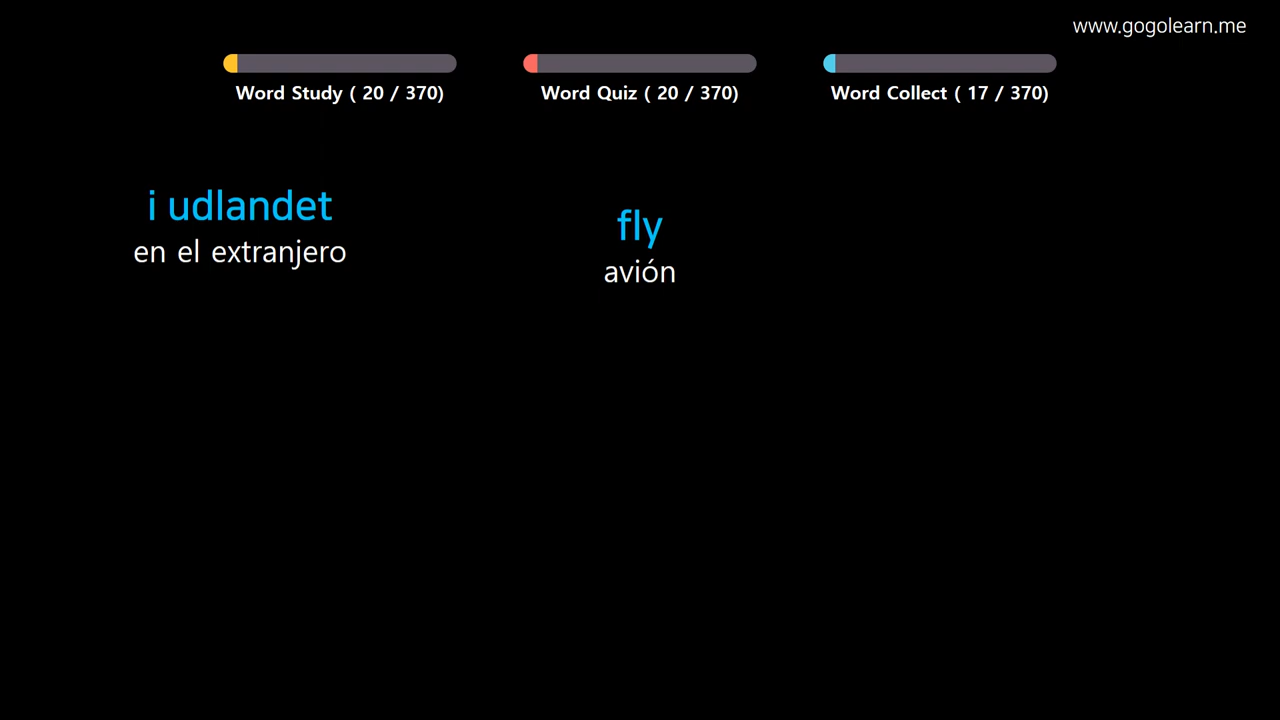 www.gogolearn.me
Word Study ( 20 / 370)
Word Quiz ( 20 / 370)
Word Collect ( 17 / 370)
i udlandet
en el extranjero
fly
avión